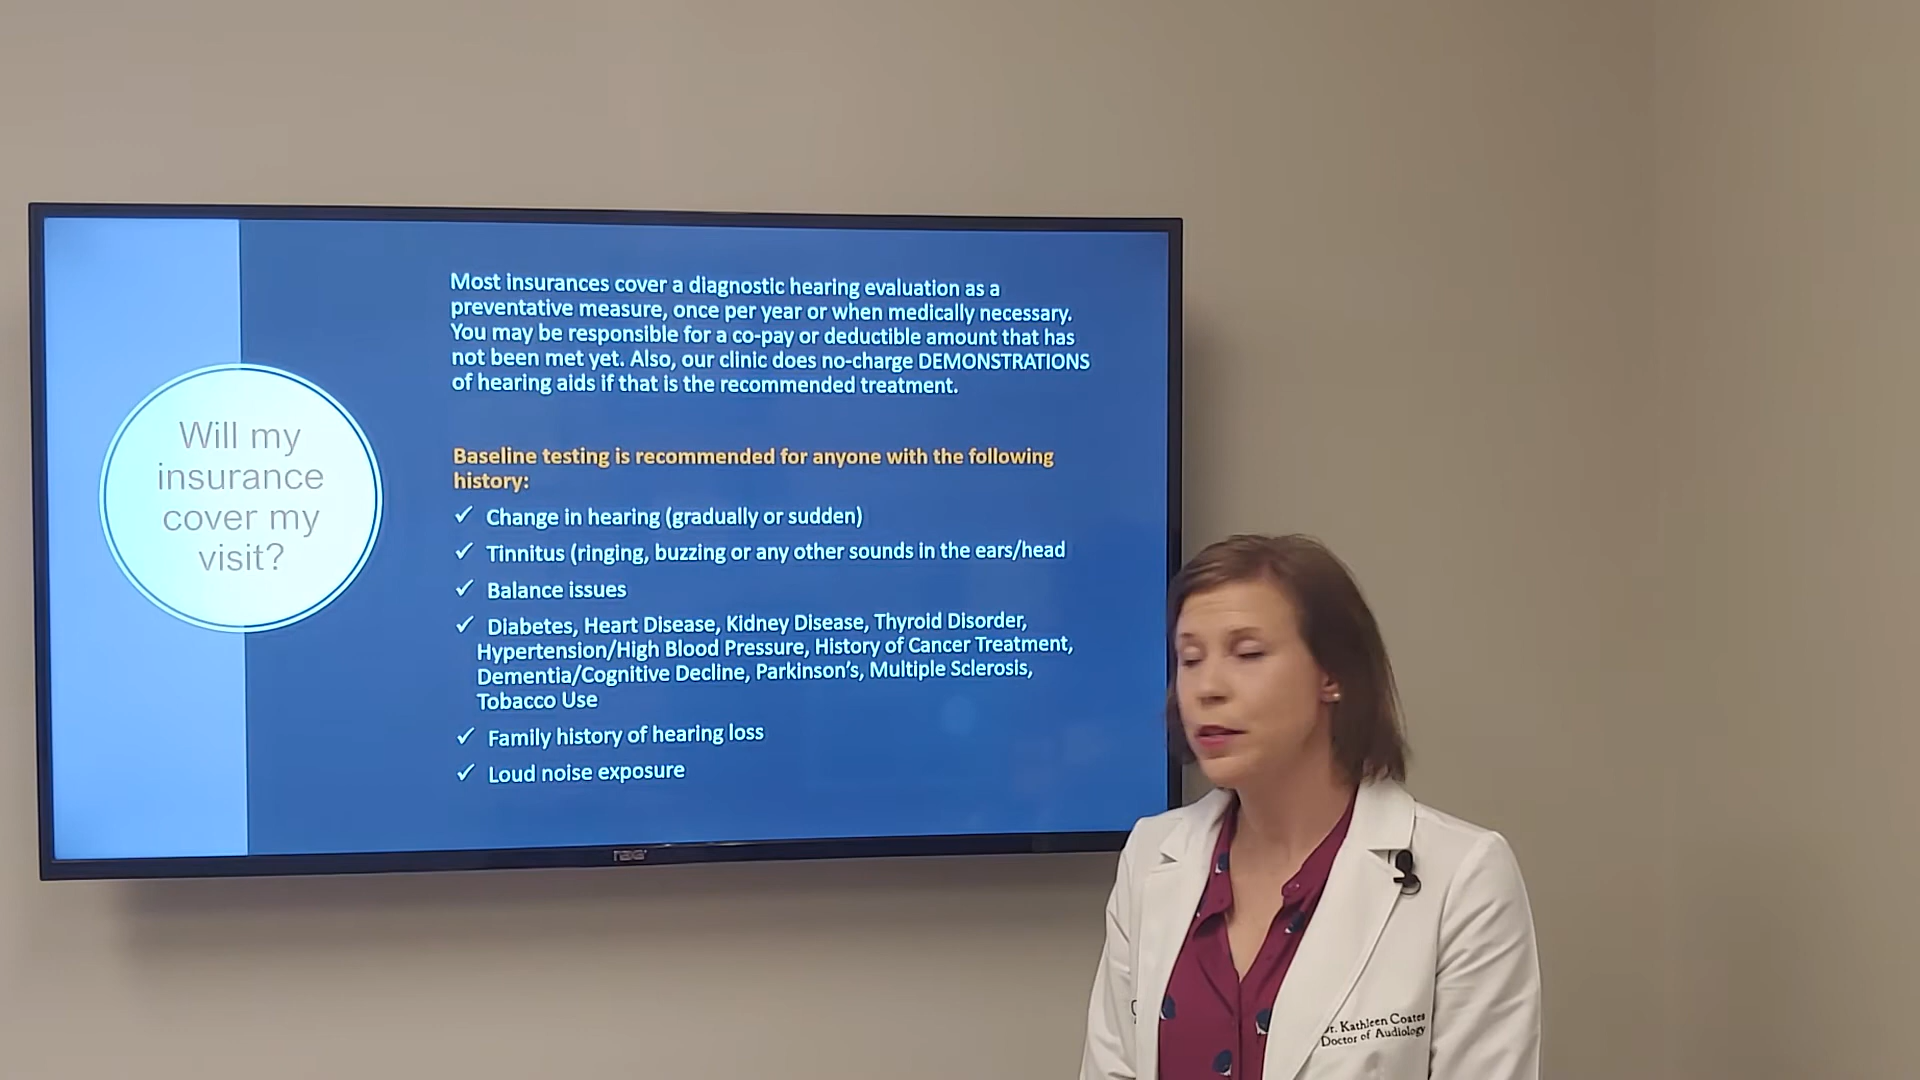 Will my
insurance
cover my
visit?
Most insurances cover a diagnostic hearing evaluation as a
preventative measure, once per year or when medically necessary.
You may be responsible for a co-pay or deductible amount that has
not been met yet. Also, our clinic does no-charge DEMONSTRATIONS
of hearing aids if that is the recommended treatment.
Baseline testing is recommended for anyone with the following
history:
✓ Change in hearing (gradually or sudden)
✓ Tinnitus (ringing, buzzing or any other sounds in the ears/head
✓ Balance issues
✓ Diabetes, Heart Disease, Kidney Disease, Thyroid Disorder,
Hypertension/High Blood Pressure, History of Cancer Treatment,
Dementia/Cognitive Decline, Parkinson's, Multiple Sclerosis,
Tobacco Use
✓ Family history of hearing loss
✓ Loud noise exposure
Dr. Kathleen Coates
Doctor of Audiology